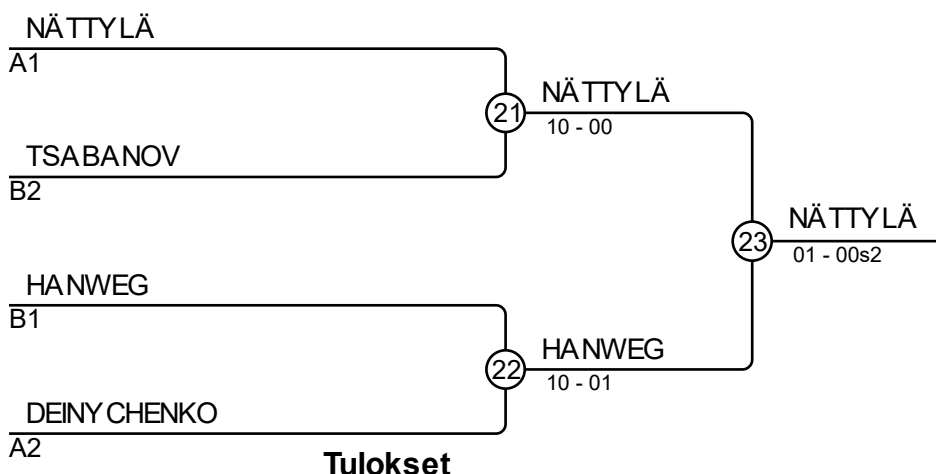 NÄTTYLÄ
A1
21
NÄTTYLÄ
10 - 00
TSABANOV
B2
23
NÄTTYLÄ
01 - 00s2
HANWEG
B1
22
HANWEG
10 - 01
DEINYCHENKO
A2
Tulokset